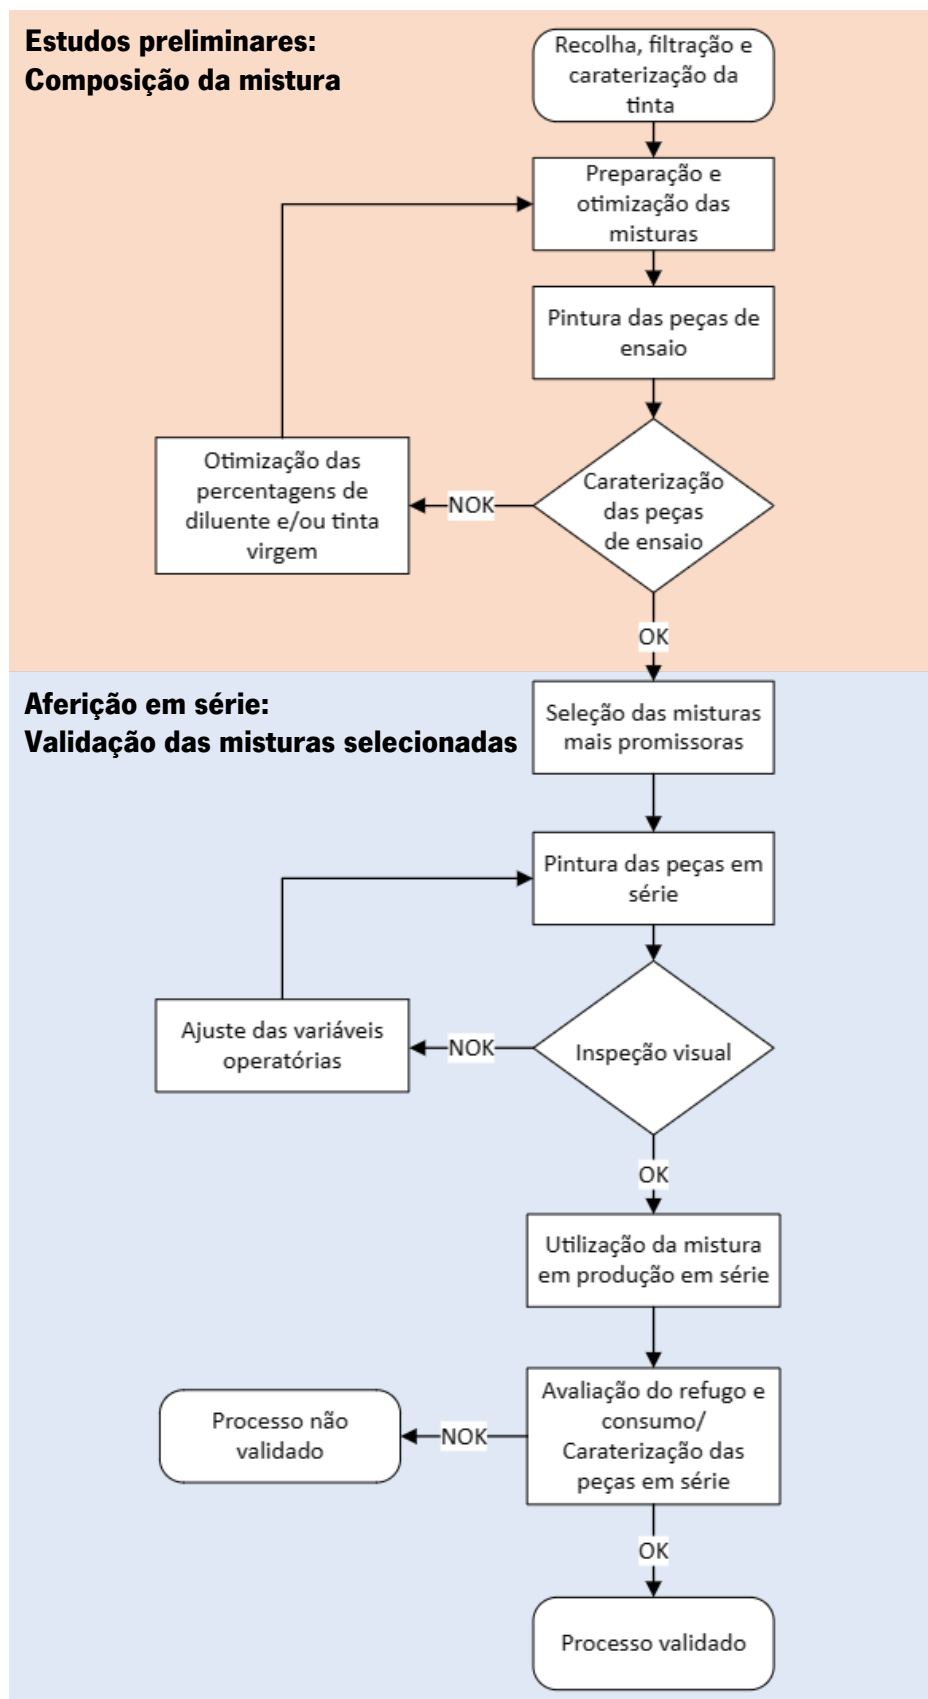 Estudos preliminares:
Composição da mistura
Recolha, filtração e
caraterização da
tinta
Preparação e
otimização das
misturas
Pintura das peças de
ensaio
Caraterização
das peças
de ensaio
NOK
Otimização das
percentagens de
diluente e/ou tinta
virgem
OK
Aferição em série:
Validação das misturas selecionadas
Seleção das misturas
mais promissoras
Pintura das peças em
série
Inspeção visual
NOK
Ajuste das variáveis
operatórias
OK
Utilização da mistura
em produção em série
Avaliação do refugo e
consumo/
Caraterização das
peças em série
NOK
Processo não
validado
OK
Processo validado